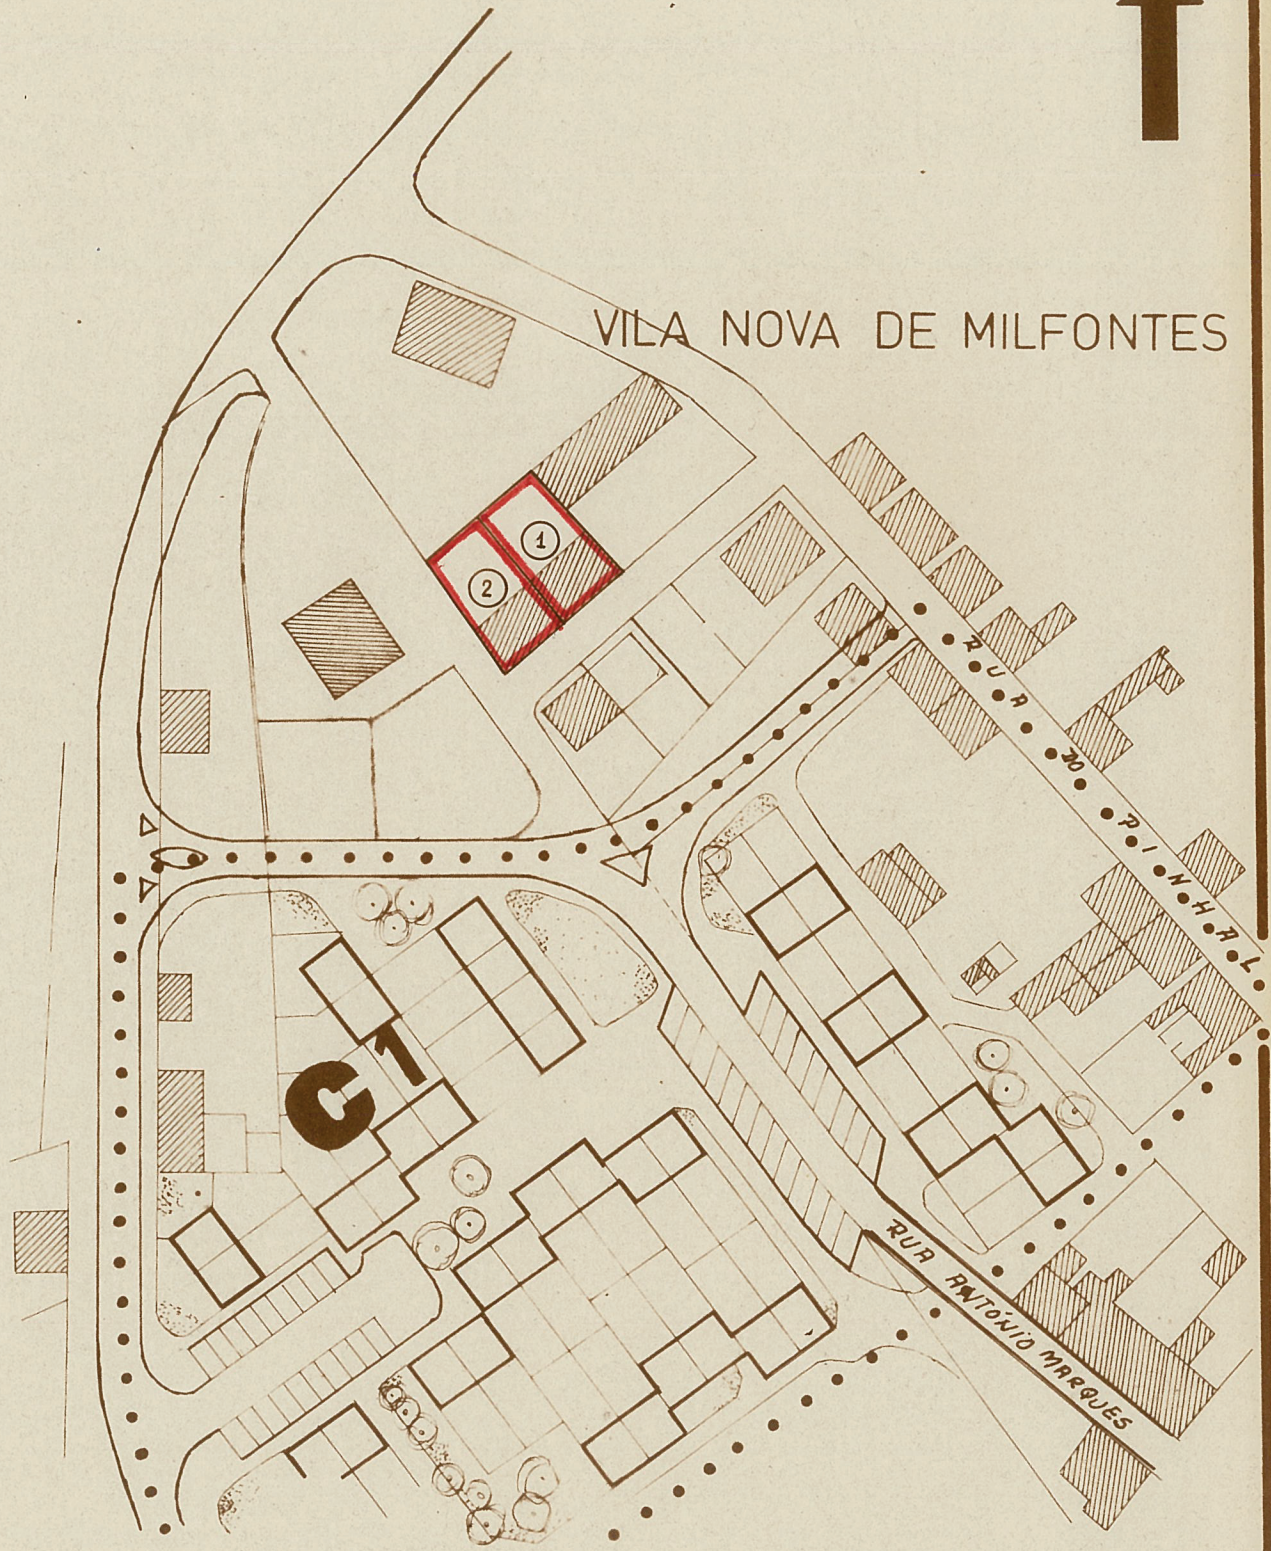 VILA NOVA DE MILFONTES
1
2
RUA DO PINHAL
C1
RUA ANTÓNIO MARQUES